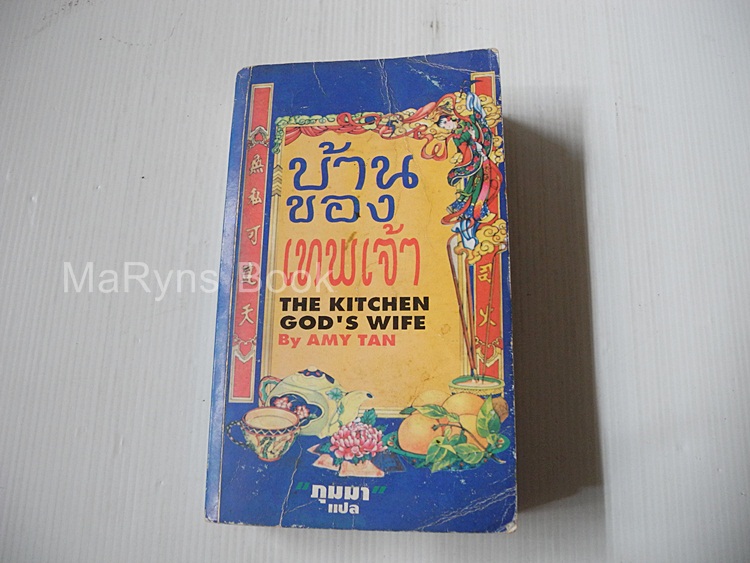 บ้าน
ของ
เทพเจ้า
THE KITCHEN
GOD'S WIFE
By AMY TAN
"ภุมมา"
แปล
MaRyns Book